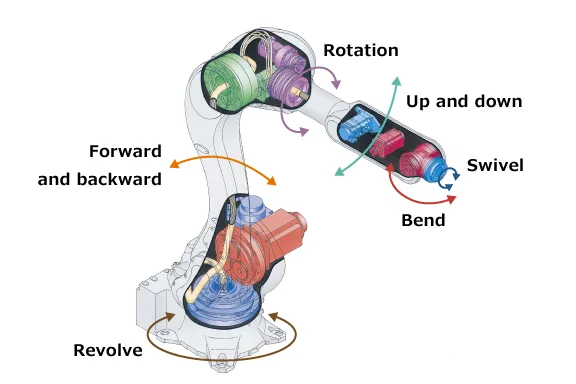 Rotation
Up and down
Forward
and backward
Swivel
Bend
Revolve